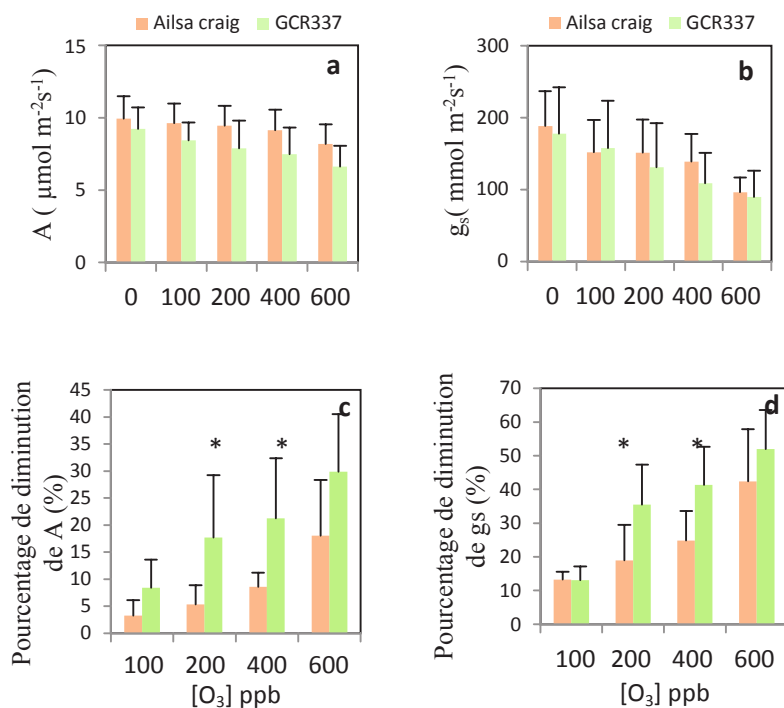 Ailsa craig GCR337
a
A ( µmol m⁻²s⁻¹)
15
10
5
0
0 100 200 400 600
Ailsa craig GCR337
b
gₛ( mmol m⁻²s⁻¹)
300
200
100
0
0 100 200 400 600
c
Pourcentage de diminution
de A (%)
45
40
35
30
25
20
15
10
5
0
* *
100 200 400 600
[O₃] ppb
d
Pourcentage de diminution
de gs (%)
70
60
50
40
30
20
10
0
* *
100 200 400 600
[O₃] ppb